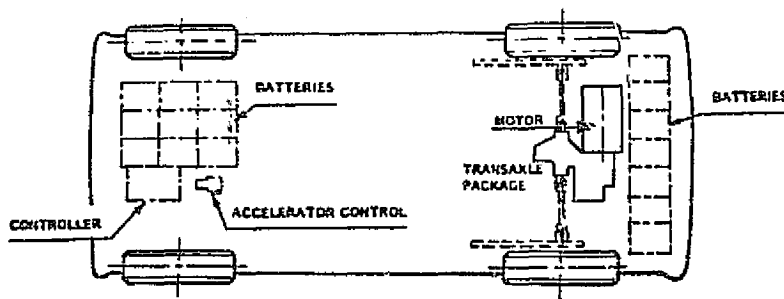 BATTERIES
BATTERIES
MOTOR
TRANSAXLE
PACKAGE
CONTROLLER
ACCELERATOR CONTROL